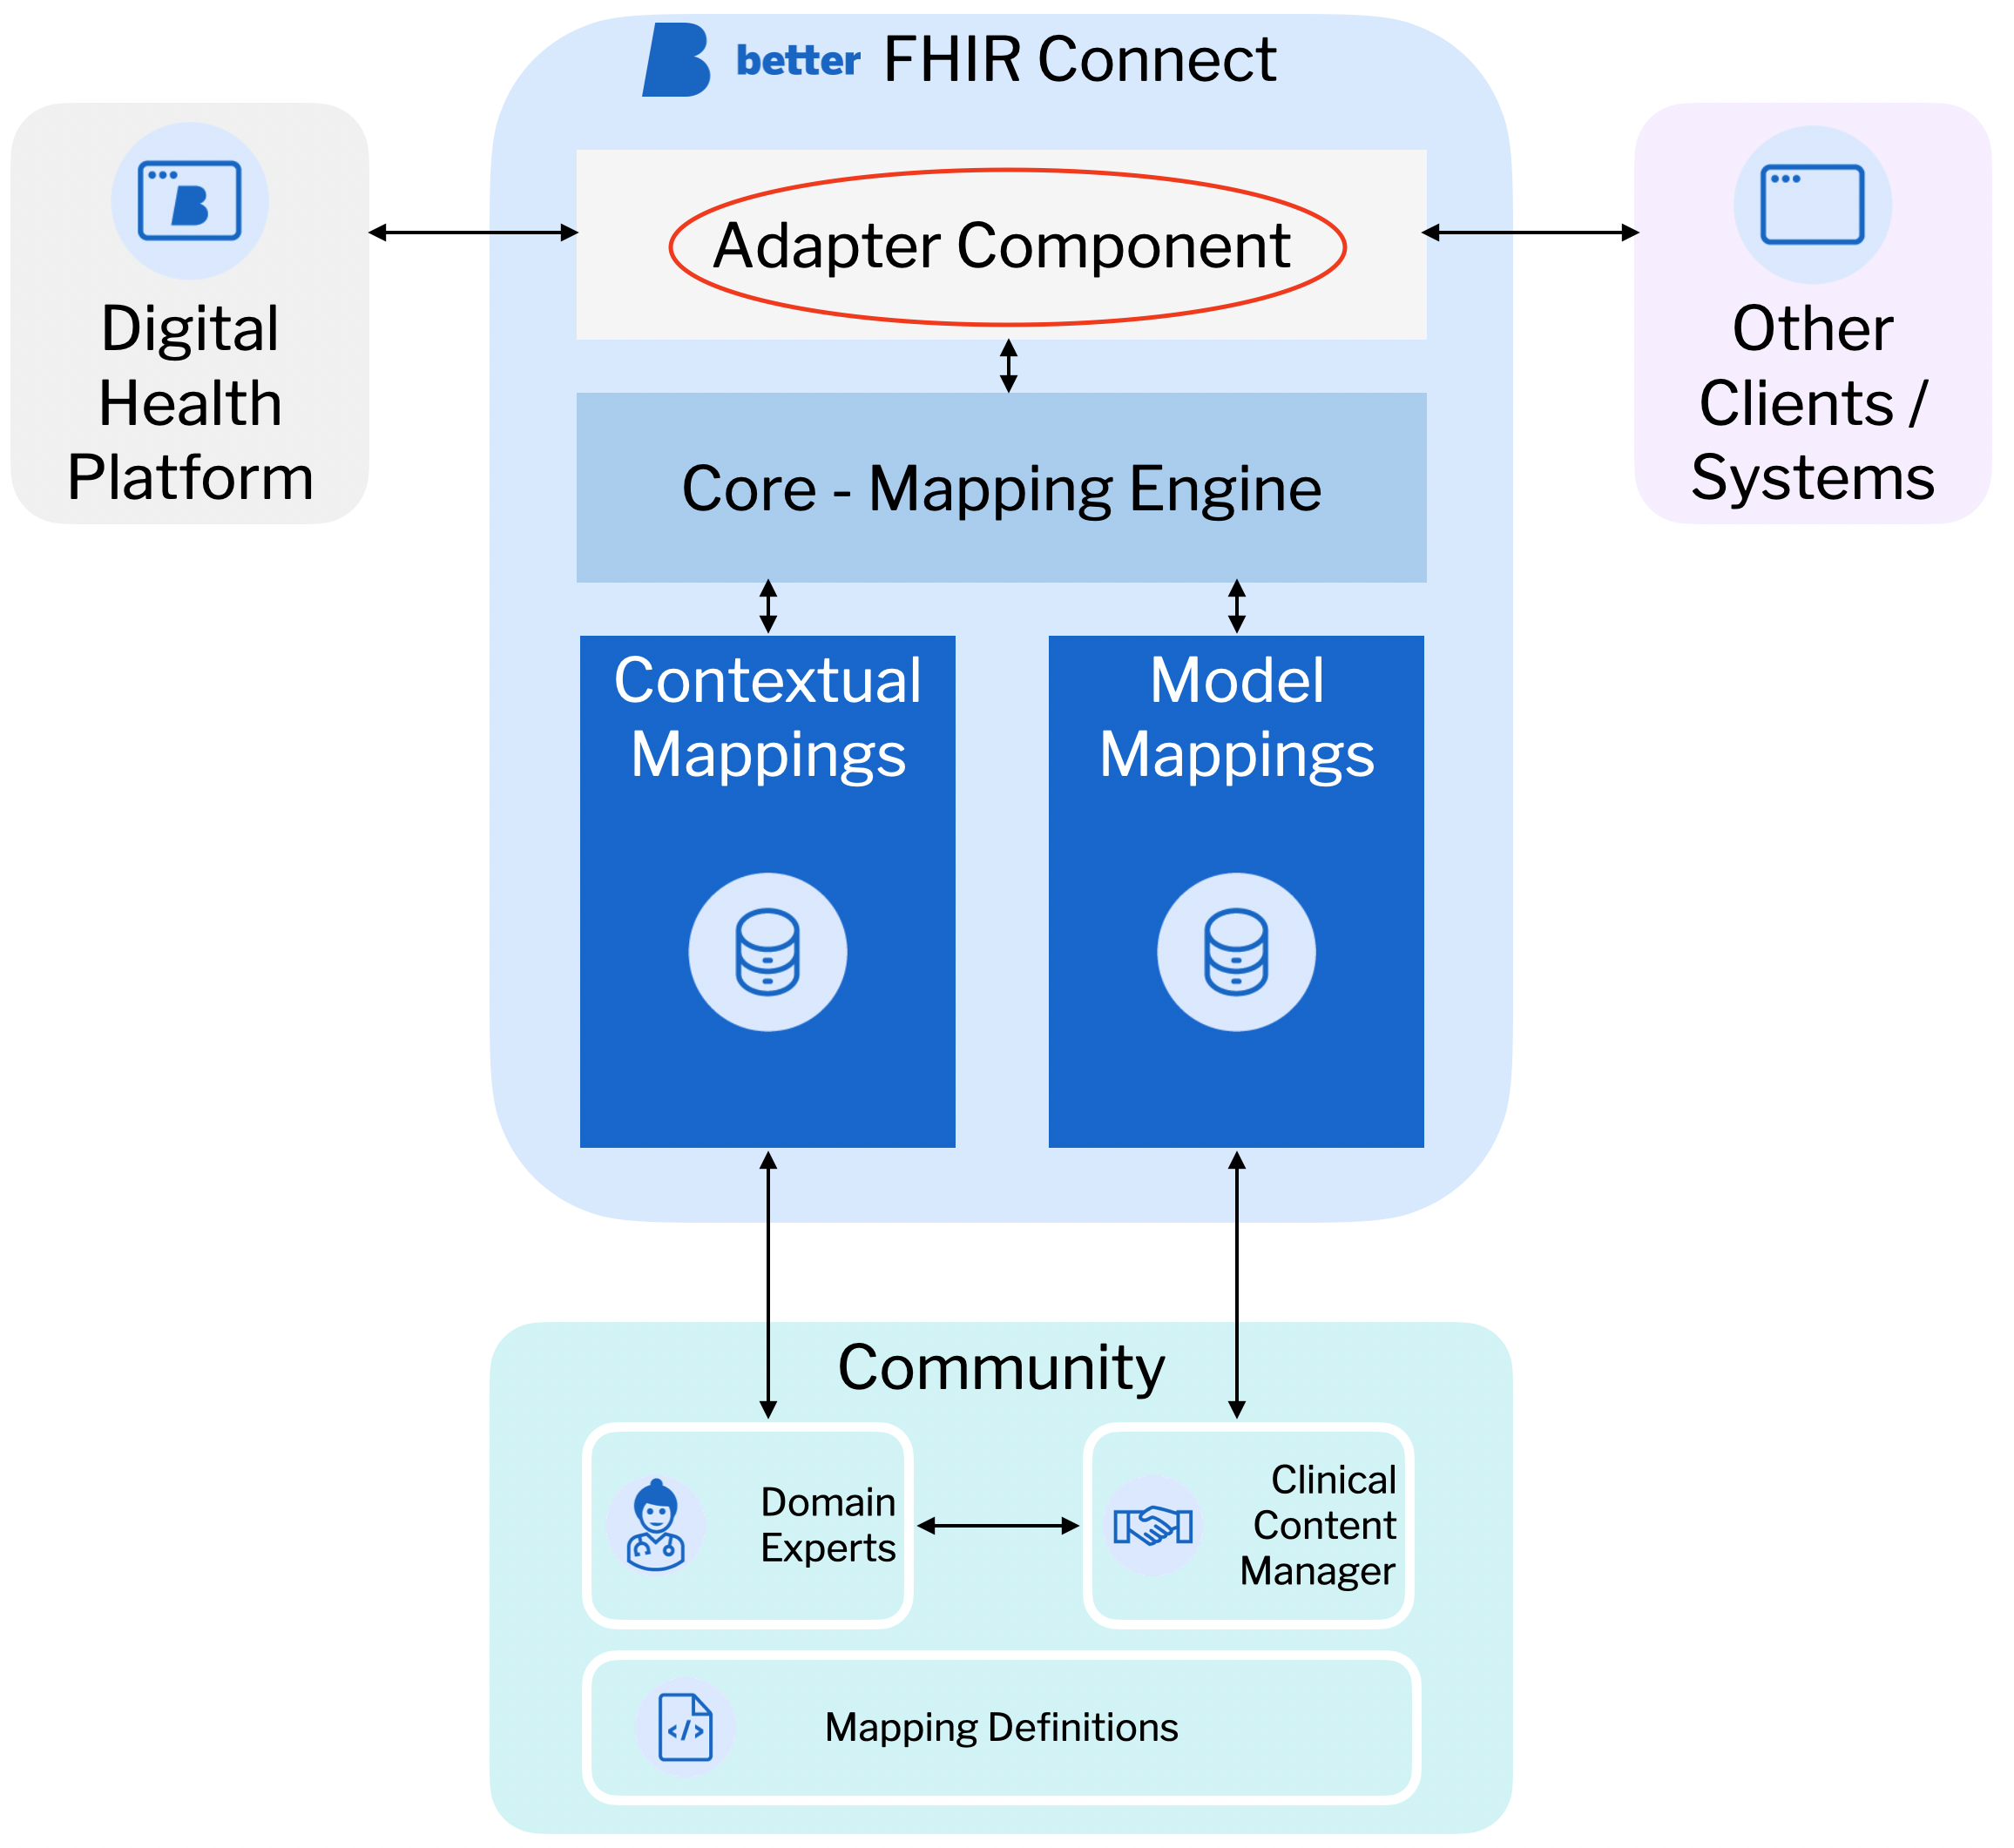 better FHIR Connect
Digital
Health
Platform
Adapter Component
Other
Clients /
Systems
Core - Mapping Engine
Contextual
Mappings
Model
Mappings
Community
Domain
Experts
Clinical
Content
Manager
</>
Mapping Definitions